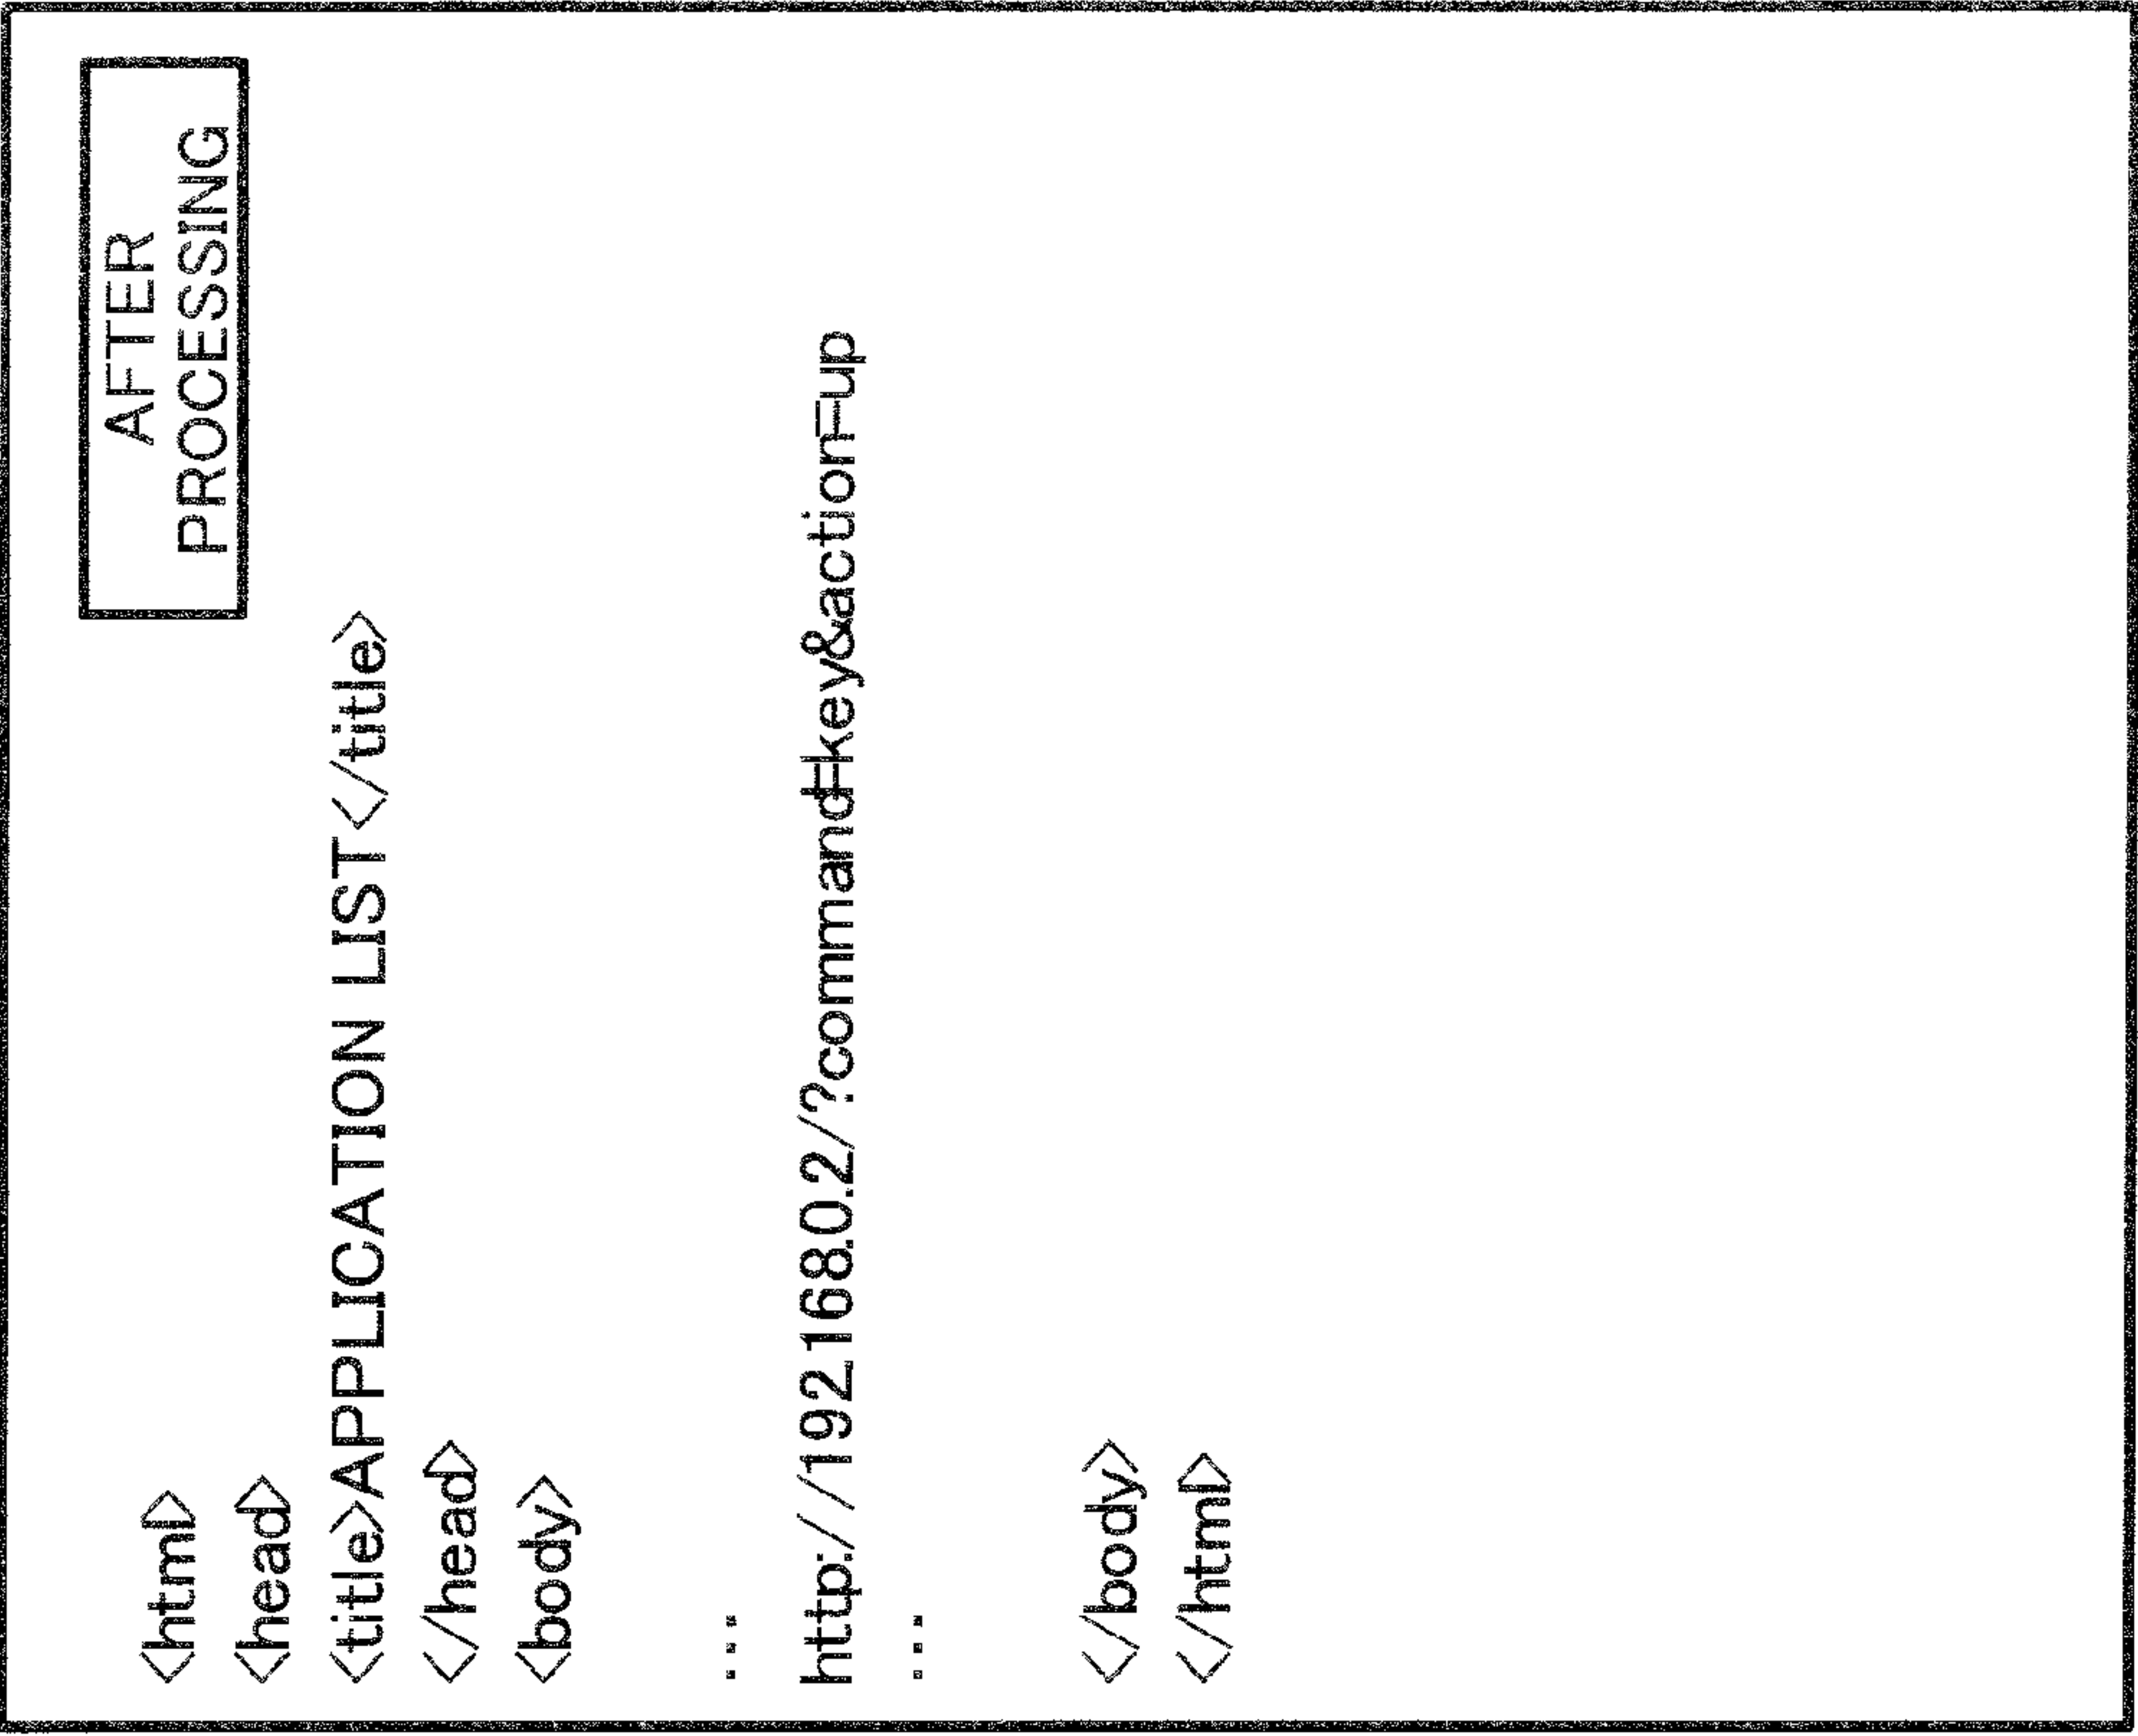 AFTER
PROCESSING
<html>
<head>
<title>APPLICATION LIST</title>
</head>
<body>
...
http://192.168.0.2/?command=key&action=up
...
</body>
</html>